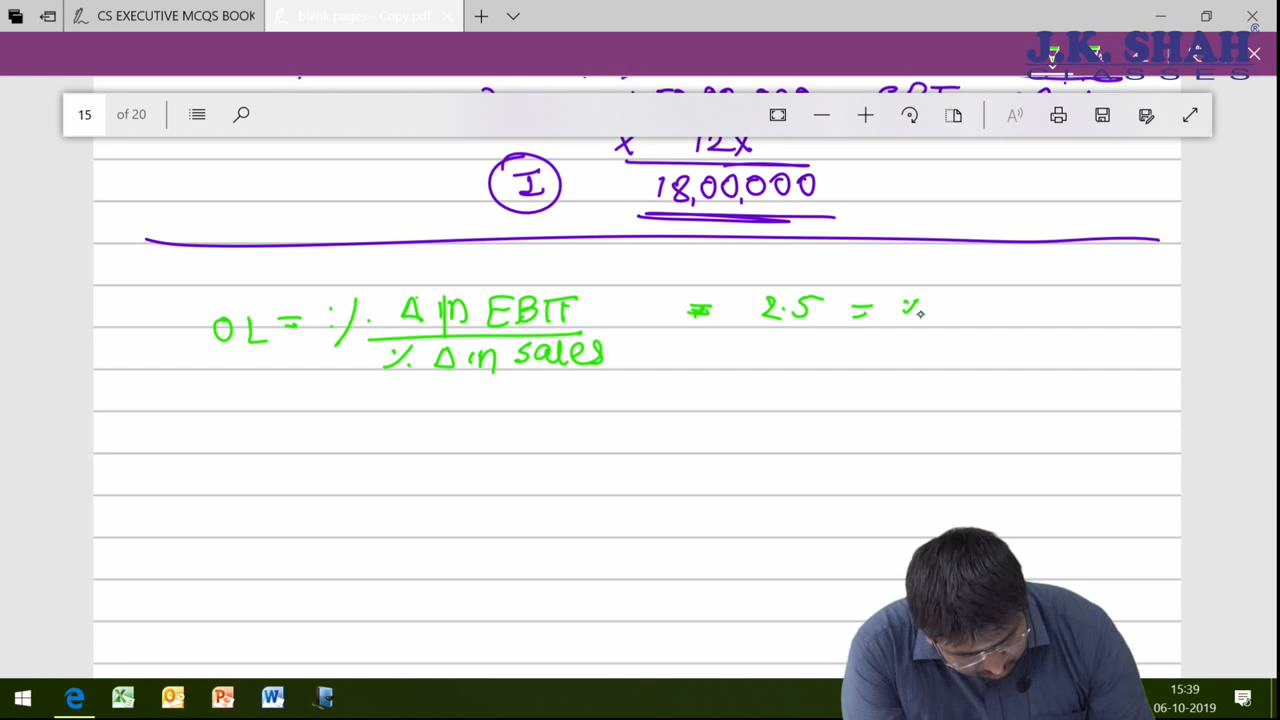 CS EXECUTIVE MCQS BOOK
blank pages - Copy.pdf
J.K. SHAH®
CLASSES
15 of 20
x 12x
I 18,00,000
OL = % Δ in EBIT = 2.5 = %
% Δ in sales
15:39
06-10-2019